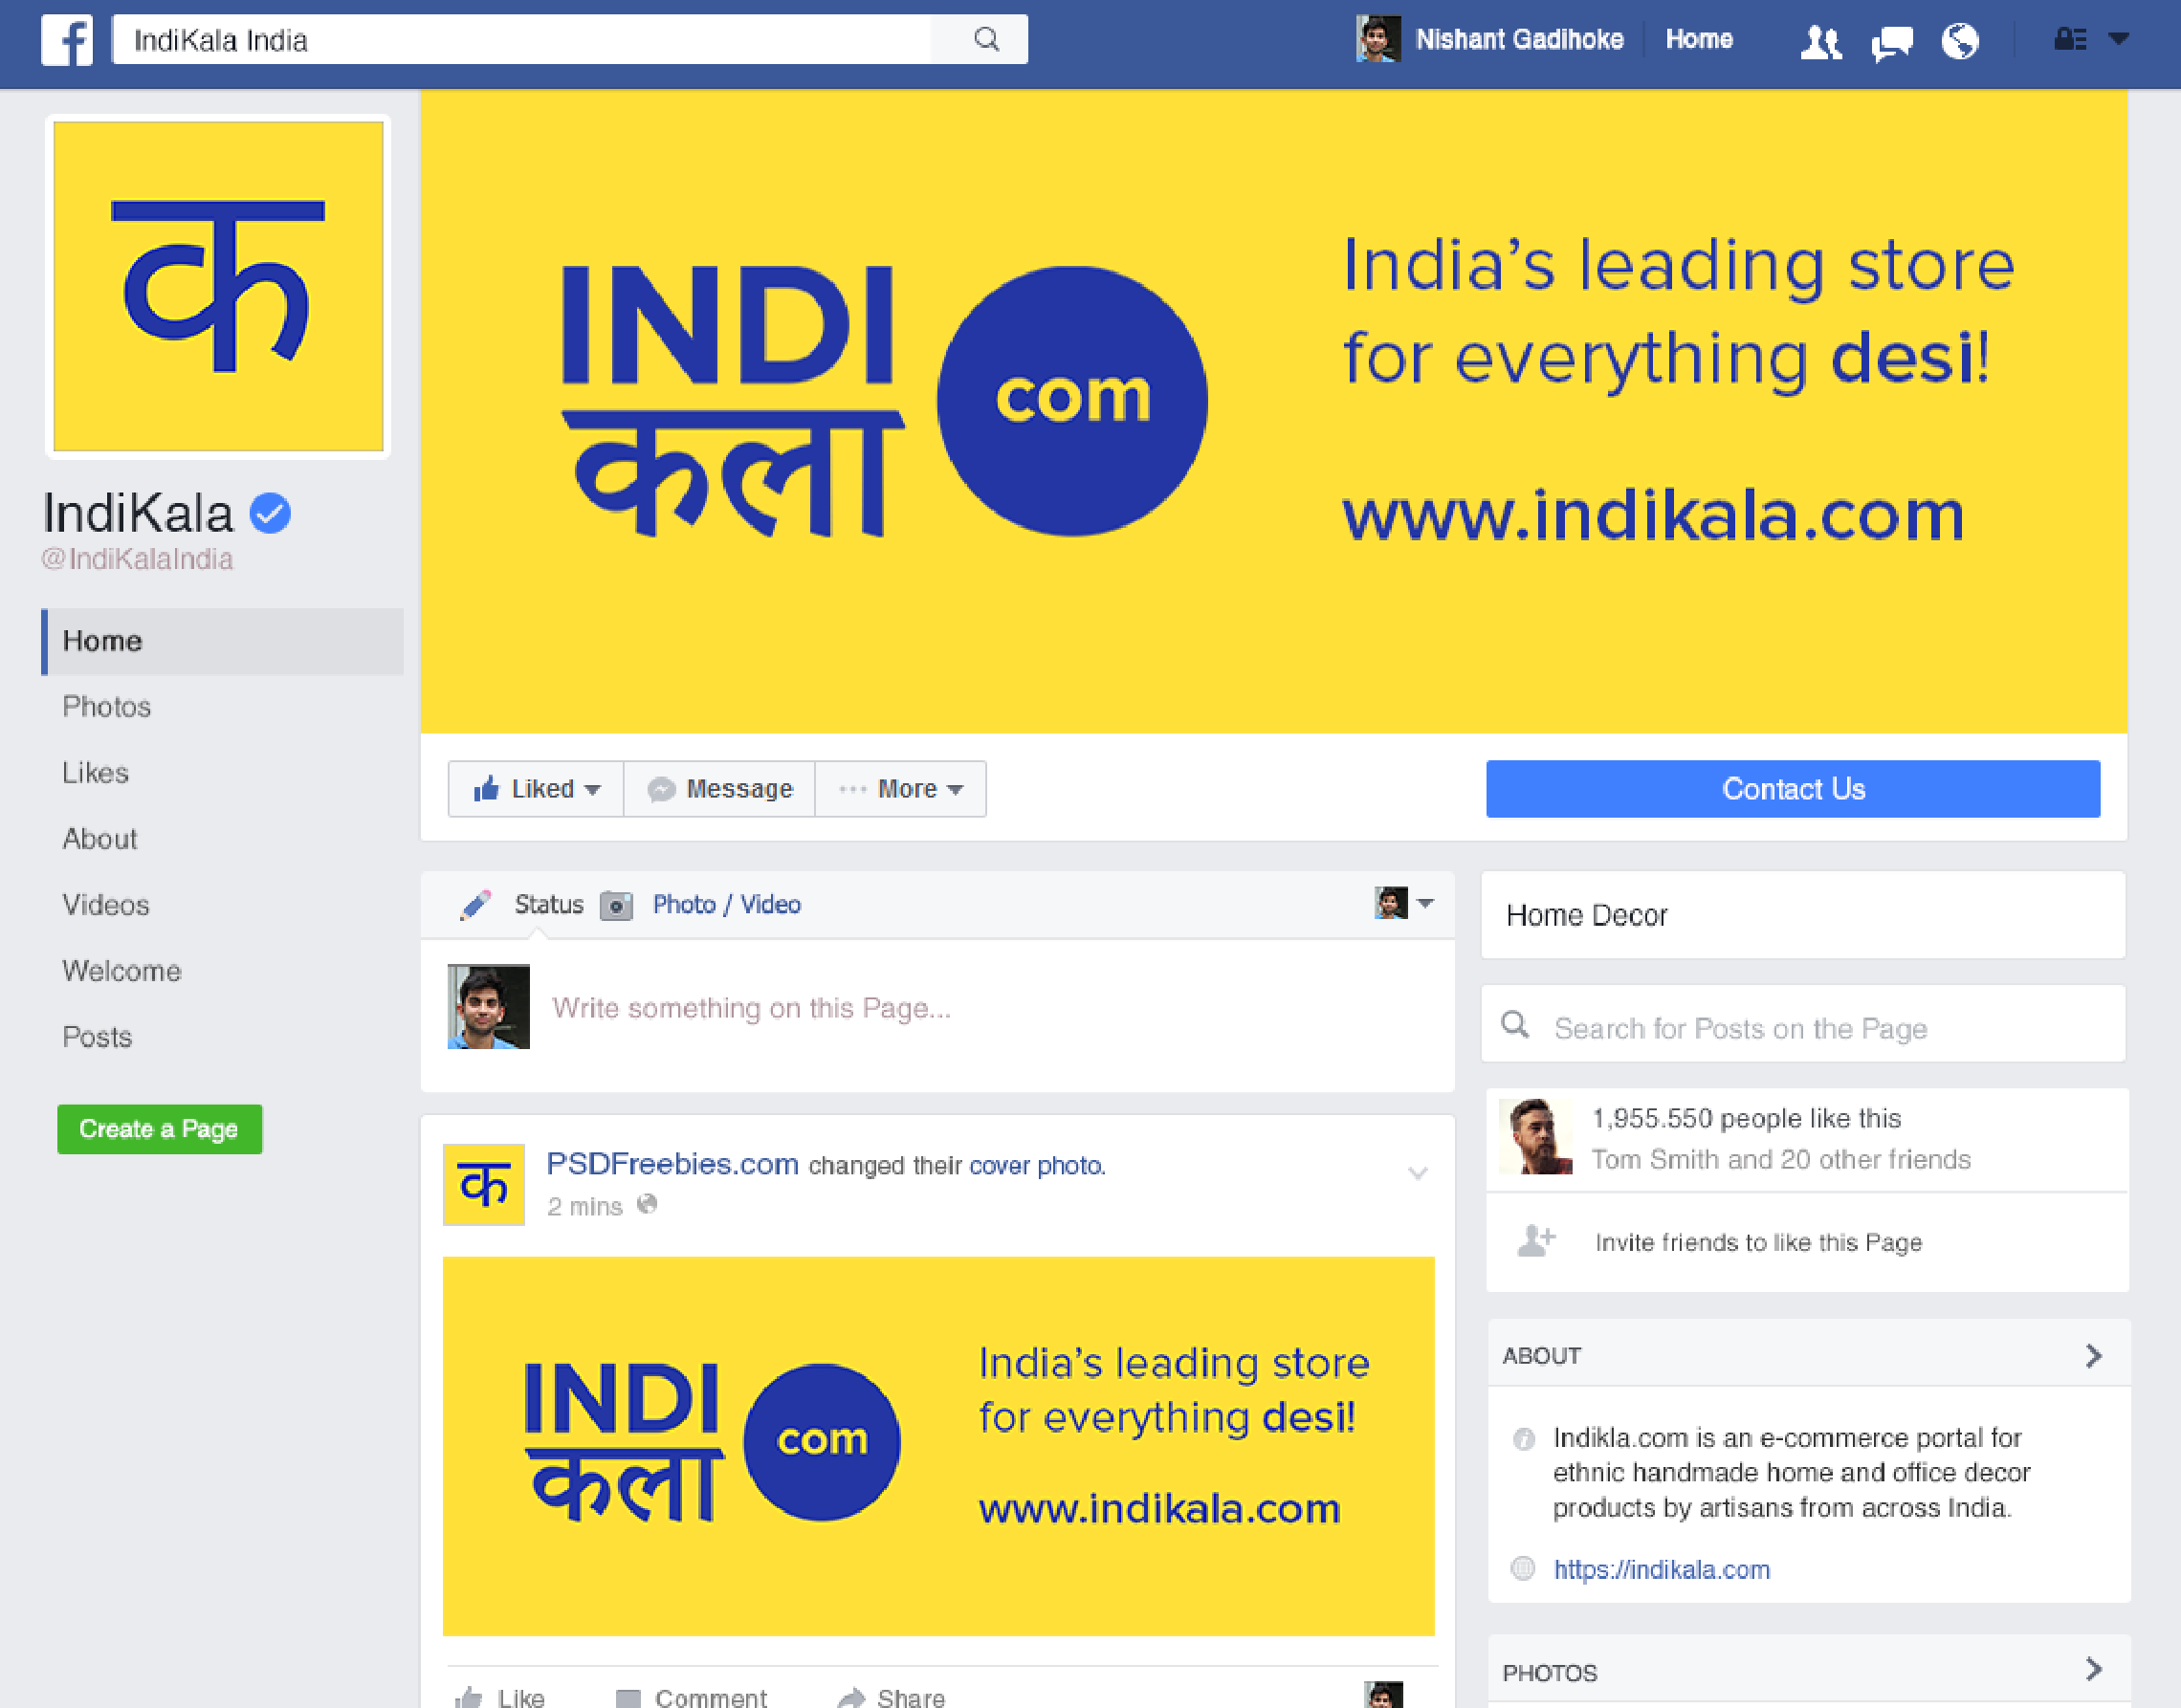 IndiKala India
Nishant Gadihoke
Home
क
IndiKala
@IndiKalaIndia
Home
Photos
Likes
About
Videos
Welcome
Posts
Create a Page
INDI
कला
com
India's leading store
for everything desi!
www.indikala.com
Liked
Message
More
Contact Us
Status
Photo / Video
Write something on this Page...
क
PSDFreebies.com changed their cover photo.
2 mins
INDI
कला
com
India's leading store
for everything desi!
www.indikala.com
Like
Comment
Share
Home Decor
Search for Posts on the Page
1,955.550 people like this
Tom Smith and 20 other friends
Invite friends to like this Page
ABOUT
Indikla.com is an e-commerce portal for
ethnic handmade home and office decor
products by artisans from across India.
https://indikala.com
PHOTOS